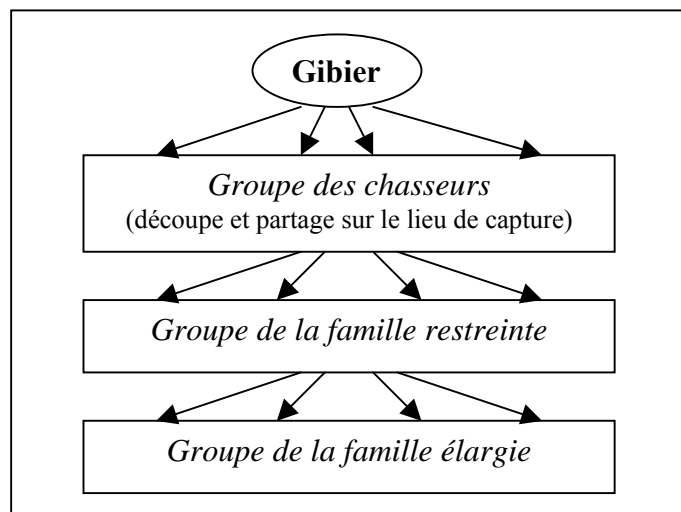 Gibier
Groupe des chasseurs
(découpe et partage sur le lieu de capture)
Groupe de la famille restreinte
Groupe de la famille élargie